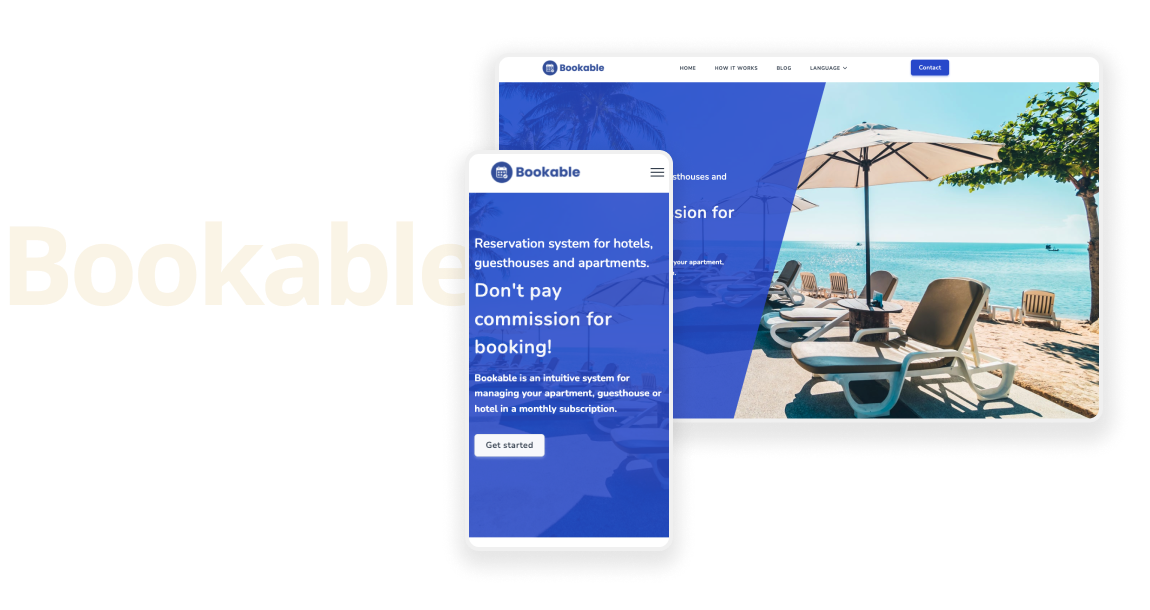 Bookable
HOME
HOW IT WORKS
BLOG
LANGUAGE
Contact
sthouses and
sion for
your apartment,
Bookable
Bookable
Reservation system for hotels,
guesthouses and apartments.
Don't pay
commission for
booking!
Bookable is an intuitive system for
managing your apartment, guesthouse or
hotel in a monthly subscription.
Get started